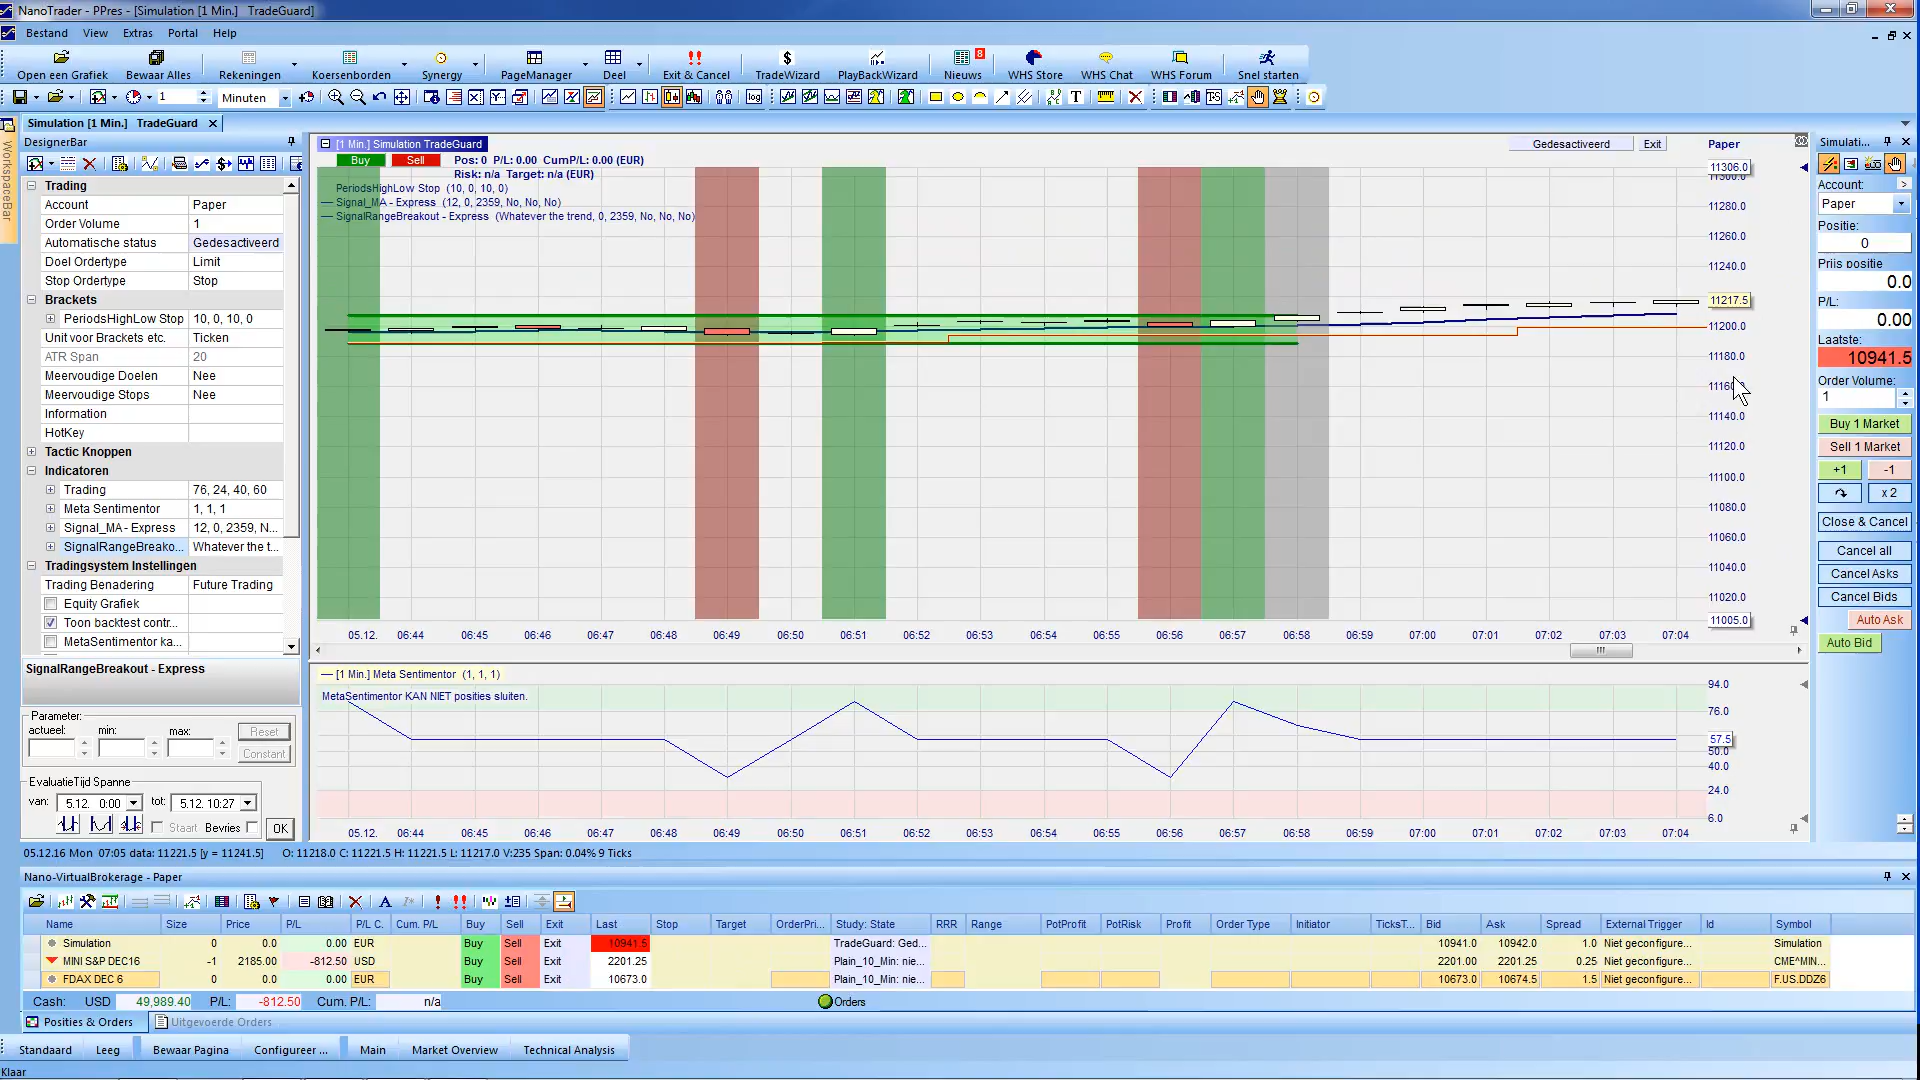 NanoTrader - PPres - [Simulation [1 Min.]   TradeGuard]
Bestand View Extras Portal Help
Open een Grafiek Bewaar Alles Rekeningen Koersenborden Synergy PageManager Deel Exit & Cancel TradeWizard PlayBackWizard Nieuws 8 WHS Store WHS Chat WHS Forum Snel starten
1 Minuten
Simulation [1 Min.]   TradeGuard
WorkspaceBar
DesignerBar
Trading
Account Paper
Order Volume 1
Automatische status Gedesactiveerd
Doel Ordertype Limit
Stop Ordertype Stop
Brackets
PeriodsHighLow Stop 10, 0, 10, 0
Unit voor Brackets etc. Ticken
ATR Span 20
Meervoudige Doelen Nee
Meervoudige Stops Nee
Information
HotKey
Tactic Knoppen
Indicatoren
Trading 76, 24, 40, 60
Meta Sentimentor 1, 1, 1
Signal_MA - Express 12, 0, 2359, N...
SignalRangeBreako... Whatever the t...
Tradingsystem Instellingen
Trading Benadering Future Trading
Equity Grafiek
Toon backtest contr...
MetaSentimentor ka...
SignalRangeBreakout - Express
Parameter:
actueel: min: max: Reset
Constant
EvaluatieTijd Spanne
van: 5.12. 0:00 tot: 5.12. 10:27
Staart Bevries OK
[1 Min.] Simulation TradeGuard
Gedesactiveerd Exit Paper
Buy Sell Pos: 0 P/L: 0.00 CumP/L: 0.00 (EUR)
Risk: n/a Target: n/a (EUR)
PeriodsHighLow Stop (10, 0, 10, 0)
Signal_MA - Express (12, 0, 2359, No, No, No)
SignalRangeBreakout - Express (Whatever the trend, 0, 2359, No, No, No)
11306.0
11300.0
11280.0
11260.0
11240.0
11217.5
11200.0
11180.0
11160.0
11140.0
11120.0
11100.0
11080.0
11060.0
11040.0
11020.0
11005.0
05.12. 06:44 06:45 06:46 06:47 06:48 06:49 06:50 06:51 06:52 06:53 06:54 06:55 06:56 06:57 06:58 06:59 07:00 07:01 07:02 07:03 07:04
[1 Min.] Meta Sentimentor (1, 1, 1)
MetaSentimentor KAN NIET posities sluiten.
94.0
76.0
57.5
50.0
40.0
24.0
6.0
05.12. 06:44 06:45 06:46 06:47 06:48 06:49 06:50 06:51 06:52 06:53 06:54 06:55 06:56 06:57 06:58 06:59 07:00 07:01 07:02 07:03 07:04
Simulati...
Account: >
Paper
Positie:
0
Prijs positie
0.0
P/L:
0.00
Laatste:
10941.5
Order Volume:
1
Buy 1 Market
Sell 1 Market
+1 -1
x 2
Close & Cancel
Cancel all
Cancel Asks
Cancel Bids
Auto Ask
Auto Bid
05.12.16 Mon 07:05 data: 11221.5 [y = 11241.5] O: 11218.0 C: 11221.5 H: 11221.5 L: 11217.0 V:235 Span: 0.04% 9 Ticks
Nano-VirtualBrokerage - Paper
Name Size Price P/L P/L C. Cum. P/L Buy Sell Exit Last Stop Target OrderPri... Study: State RRR Range PotProfit PotRisk Profit Order Type Initiator TicksT... Bid Ask Spread External Trigger Id Symbol
Simulation 0 0.0 0.00 EUR Buy Sell Exit 10941.5 TradeGuard: Ged... 10941.0 10942.0 1.0 Niet geconfigure... Simulation
MINI S&P DEC16 -1 2185.00 -812.50 USD Buy Sell Exit 2201.25 Plain_10_Min: nie... 2201.00 2201.25 0.25 Niet geconfigure... CME^MIN...
FDAX DEC 6 0 0.0 0.00 EUR Buy Sell Exit 10673.0 Plain_10_Min: nie... 10673.0 10674.5 1.5 Niet geconfigure... F.US.DDZ6
Cash: USD 49,989.40 P/L: -812.50 Cum. P/L: n/a Orders
Posities & Orders Uitgevoerde Orders
Standaard Leeg Bewaar Pagina Configureer ... Main Market Overview Technical Analysis
Klaar